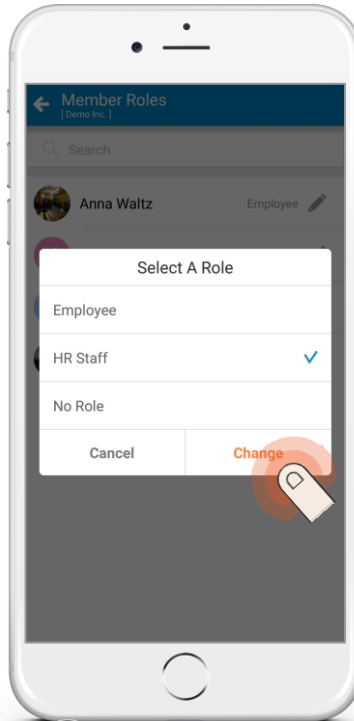 Member Roles
[ Demo Inc. ]
Search
Anna Waltz
Employee
Select A Role
Employee
HR Staff
No Role
Cancel
Change